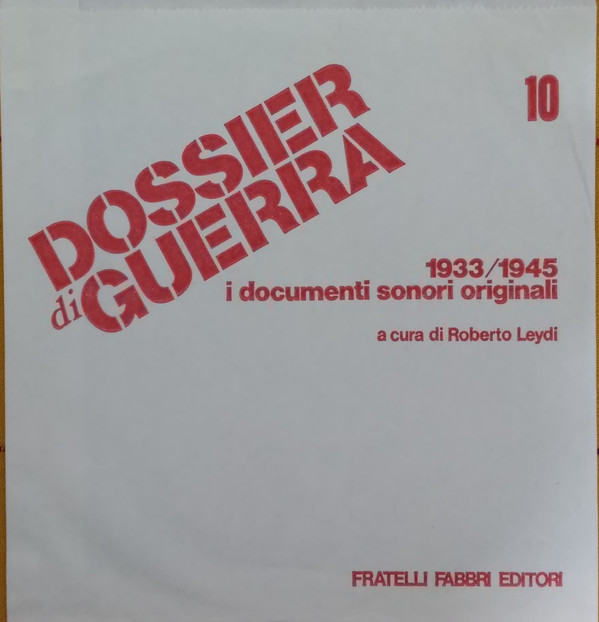 10
DOSSIER
di GUERRA
1933/1945
i documenti sonori originali
a cura di Roberto Leydi
FRATELLI FABBRI EDITORI